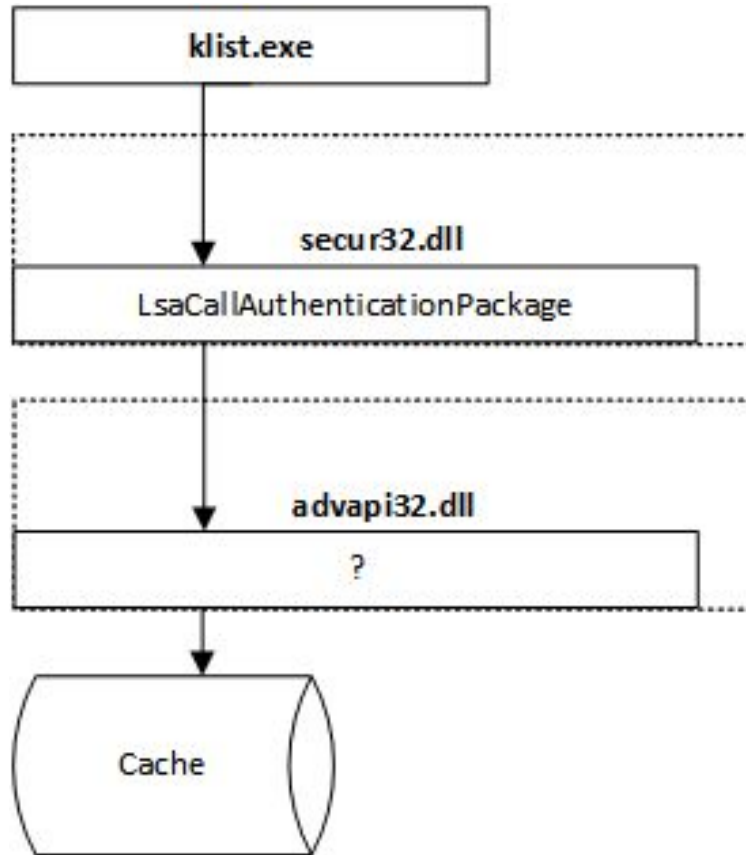 klist.exe
secur32.dll
LsaCallAuthenticationPackage
advapi32.dll
?
Cache